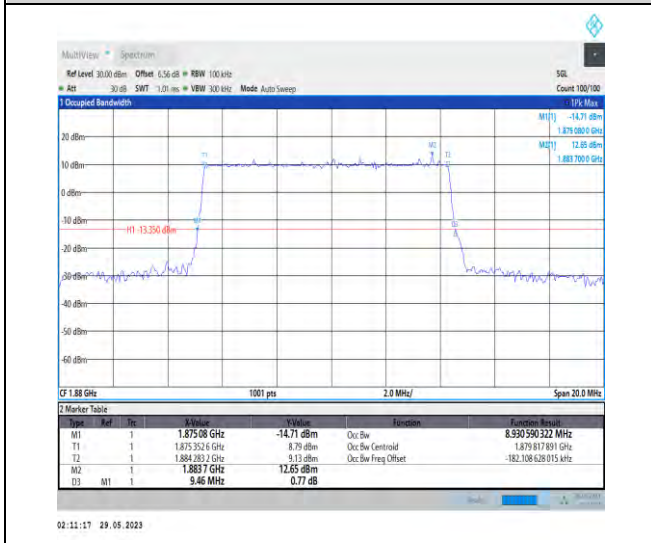 MultiView Spectrum
Ref Level 30.00 dBm Offset 6.56 dB RBW 100 kHz SGL
Att 30 dB SWT 1.01 ms VBW 300 kHz Mode Auto Sweep Count 100/100
1 Occupied Bandwidth 1Pk Max
M1[1] -14.71 dBm
1.879 080 0 GHz
M2[1] 12.65 dBm
1.883 700 0 GHz
20 dBm
T1 M2 T2
10 dBm
0 dBm
-10 dBm
H1 -13.350 dBm
-20 dBm
-30 dBm
-40 dBm
-50 dBm
-60 dBm
CF 1.88 GHz 1001 pts 2.0 MHz/ Span 20.0 MHz
2 Marker Table
Type Ref Trc X-Value Y-Value Function Function Result
M1 1 1.875 08 GHz -14.71 dBm Occ Bw 8.930 590 322 MHz
T1 1 1.875 352 6 GHz 8.79 dBm Occ Bw Centroid 1.879 817 891 GHz
T2 1 1.884 283 2 GHz 9.13 dBm Occ Bw Freq Offset -182.108 628 015 kHz
M2 1 1.883 7 GHz 12.65 dBm
D3 M1 1 9.46 MHz 0.77 dB
02:11:17 29.05.2023